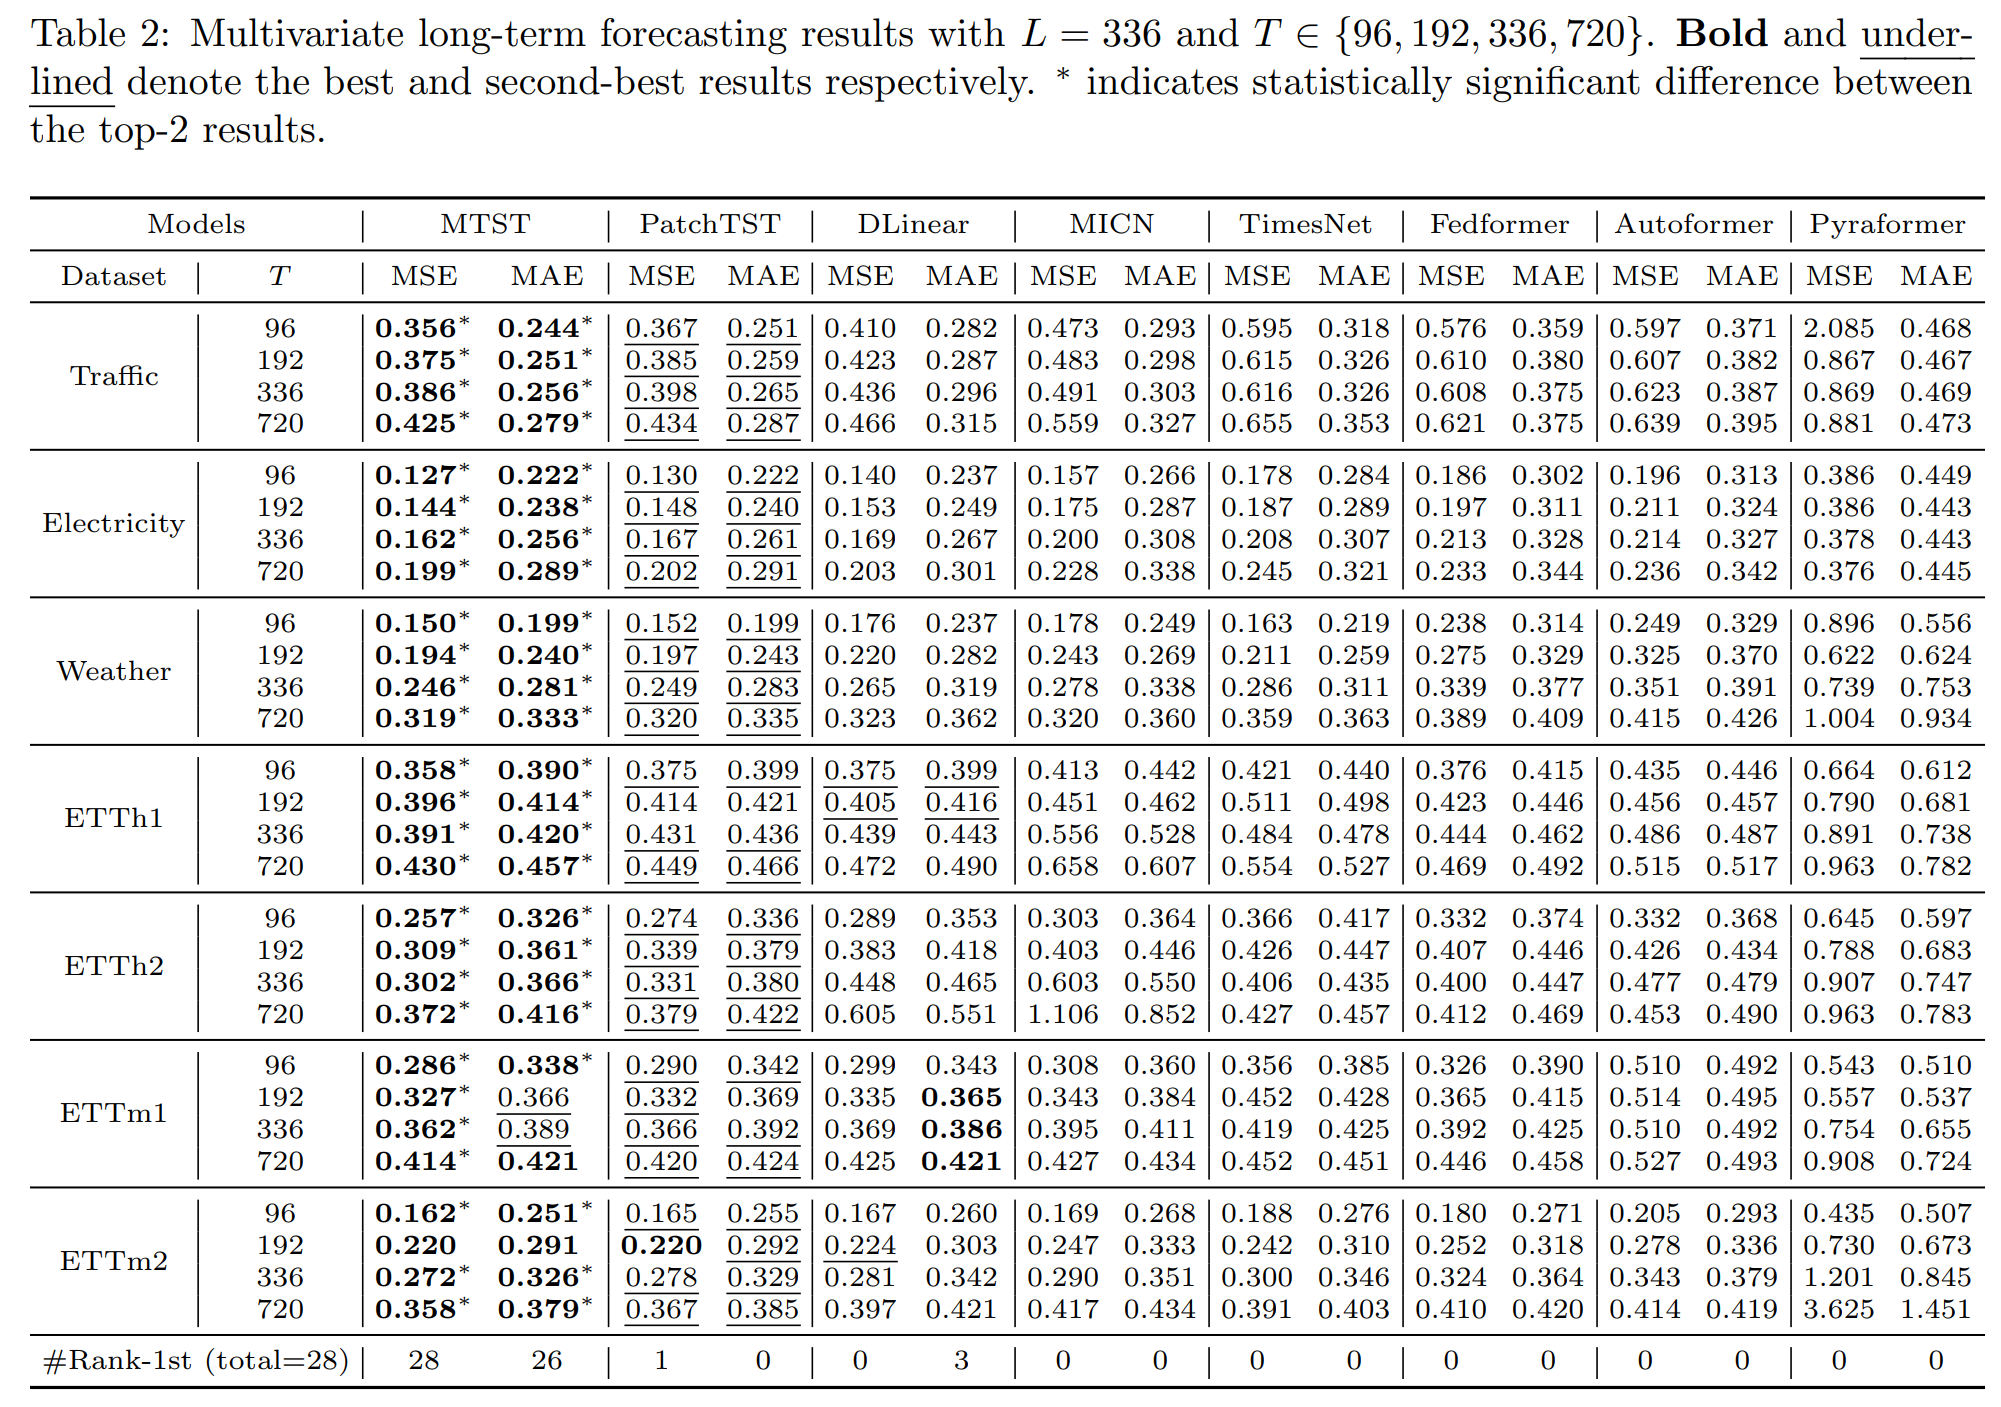 Table 2: Multivariate long-term forecasting results with L = 336 and T ∈ {96, 192, 336, 720}. Bold and under-
lined denote the best and second-best results respectively. * indicates statistically significant difference between
the top-2 results.
Models | MTST | PatchTST | DLinear | MICN | TimesNet | Fedformer | Autoformer | Pyraformer
Dataset | T | MSE MAE | MSE MAE | MSE MAE | MSE MAE | MSE MAE | MSE MAE | MSE MAE | MSE MAE
Traffic
96 | 0.356* 0.244* | 0.367 0.251 | 0.410 0.282 | 0.473 0.293 | 0.595 0.318 | 0.576 0.359 | 0.597 0.371 | 2.085 0.468
192 | 0.375* 0.251* | 0.385 0.259 | 0.423 0.287 | 0.483 0.298 | 0.615 0.326 | 0.610 0.380 | 0.607 0.382 | 0.867 0.467
336 | 0.386* 0.256* | 0.398 0.265 | 0.436 0.296 | 0.491 0.303 | 0.616 0.326 | 0.608 0.375 | 0.623 0.387 | 0.869 0.469
720 | 0.425* 0.279* | 0.434 0.287 | 0.466 0.315 | 0.559 0.327 | 0.655 0.353 | 0.621 0.375 | 0.639 0.395 | 0.881 0.473
Electricity
96 | 0.127* 0.222* | 0.130 0.222 | 0.140 0.237 | 0.157 0.266 | 0.178 0.284 | 0.186 0.302 | 0.196 0.313 | 0.386 0.449
192 | 0.144* 0.238* | 0.148 0.240 | 0.153 0.249 | 0.175 0.287 | 0.187 0.289 | 0.197 0.311 | 0.211 0.324 | 0.386 0.443
336 | 0.162* 0.256* | 0.167 0.261 | 0.169 0.267 | 0.200 0.308 | 0.208 0.307 | 0.213 0.328 | 0.214 0.327 | 0.378 0.443
720 | 0.199* 0.289* | 0.202 0.291 | 0.203 0.301 | 0.228 0.338 | 0.245 0.321 | 0.233 0.344 | 0.236 0.342 | 0.376 0.445
Weather
96 | 0.150* 0.199* | 0.152 0.199 | 0.176 0.237 | 0.178 0.249 | 0.163 0.219 | 0.238 0.314 | 0.249 0.329 | 0.896 0.556
192 | 0.194* 0.240* | 0.197 0.243 | 0.220 0.282 | 0.243 0.269 | 0.211 0.259 | 0.275 0.329 | 0.325 0.370 | 0.622 0.624
336 | 0.246* 0.281* | 0.249 0.283 | 0.265 0.319 | 0.278 0.338 | 0.286 0.311 | 0.339 0.377 | 0.351 0.391 | 0.739 0.753
720 | 0.319* 0.333* | 0.320 0.335 | 0.323 0.362 | 0.320 0.360 | 0.359 0.363 | 0.389 0.409 | 0.415 0.426 | 1.004 0.934
ETTh1
96 | 0.358* 0.390* | 0.375 0.399 | 0.375 0.399 | 0.413 0.442 | 0.421 0.440 | 0.376 0.415 | 0.435 0.446 | 0.664 0.612
192 | 0.396* 0.414* | 0.414 0.421 | 0.405 0.416 | 0.451 0.462 | 0.511 0.498 | 0.423 0.446 | 0.456 0.457 | 0.790 0.681
336 | 0.391* 0.420* | 0.431 0.436 | 0.439 0.443 | 0.556 0.528 | 0.484 0.478 | 0.444 0.462 | 0.486 0.487 | 0.891 0.738
720 | 0.430* 0.457* | 0.449 0.466 | 0.472 0.490 | 0.658 0.607 | 0.554 0.527 | 0.469 0.492 | 0.515 0.517 | 0.963 0.782
ETTh2
96 | 0.257* 0.326* | 0.274 0.336 | 0.289 0.353 | 0.303 0.364 | 0.366 0.417 | 0.332 0.374 | 0.332 0.368 | 0.645 0.597
192 | 0.309* 0.361* | 0.339 0.379 | 0.383 0.418 | 0.403 0.446 | 0.426 0.447 | 0.407 0.446 | 0.426 0.434 | 0.788 0.683
336 | 0.302* 0.366* | 0.331 0.380 | 0.448 0.465 | 0.603 0.550 | 0.406 0.435 | 0.400 0.447 | 0.477 0.479 | 0.907 0.747
720 | 0.372* 0.416* | 0.379 0.422 | 0.605 0.551 | 1.106 0.852 | 0.427 0.457 | 0.412 0.469 | 0.453 0.490 | 0.963 0.783
ETTm1
96 | 0.286* 0.338* | 0.290 0.342 | 0.299 0.343 | 0.308 0.360 | 0.356 0.385 | 0.326 0.390 | 0.510 0.492 | 0.543 0.510
192 | 0.327* 0.366 | 0.332 0.369 | 0.335 0.365 | 0.343 0.384 | 0.452 0.428 | 0.365 0.415 | 0.514 0.495 | 0.557 0.537
336 | 0.362* 0.389 | 0.366 0.392 | 0.369 0.386 | 0.395 0.411 | 0.419 0.425 | 0.392 0.425 | 0.510 0.492 | 0.754 0.655
720 | 0.414* 0.421 | 0.420 0.424 | 0.425 0.421 | 0.427 0.434 | 0.452 0.451 | 0.446 0.458 | 0.527 0.493 | 0.908 0.724
ETTm2
96 | 0.162* 0.251* | 0.165 0.255 | 0.167 0.260 | 0.169 0.268 | 0.188 0.276 | 0.180 0.271 | 0.205 0.293 | 0.435 0.507
192 | 0.220 0.291 | 0.220 0.292 | 0.224 0.303 | 0.247 0.333 | 0.242 0.310 | 0.252 0.318 | 0.278 0.336 | 0.730 0.673
336 | 0.272* 0.326* | 0.278 0.329 | 0.281 0.342 | 0.290 0.351 | 0.300 0.346 | 0.324 0.364 | 0.343 0.379 | 1.201 0.845
720 | 0.358* 0.379* | 0.367 0.385 | 0.397 0.421 | 0.417 0.434 | 0.391 0.403 | 0.410 0.420 | 0.414 0.419 | 3.625 1.451
#Rank-1st (total=28) | 28 26 | 1 0 | 0 3 | 0 0 | 0 0 | 0 0 | 0 0 | 0 0